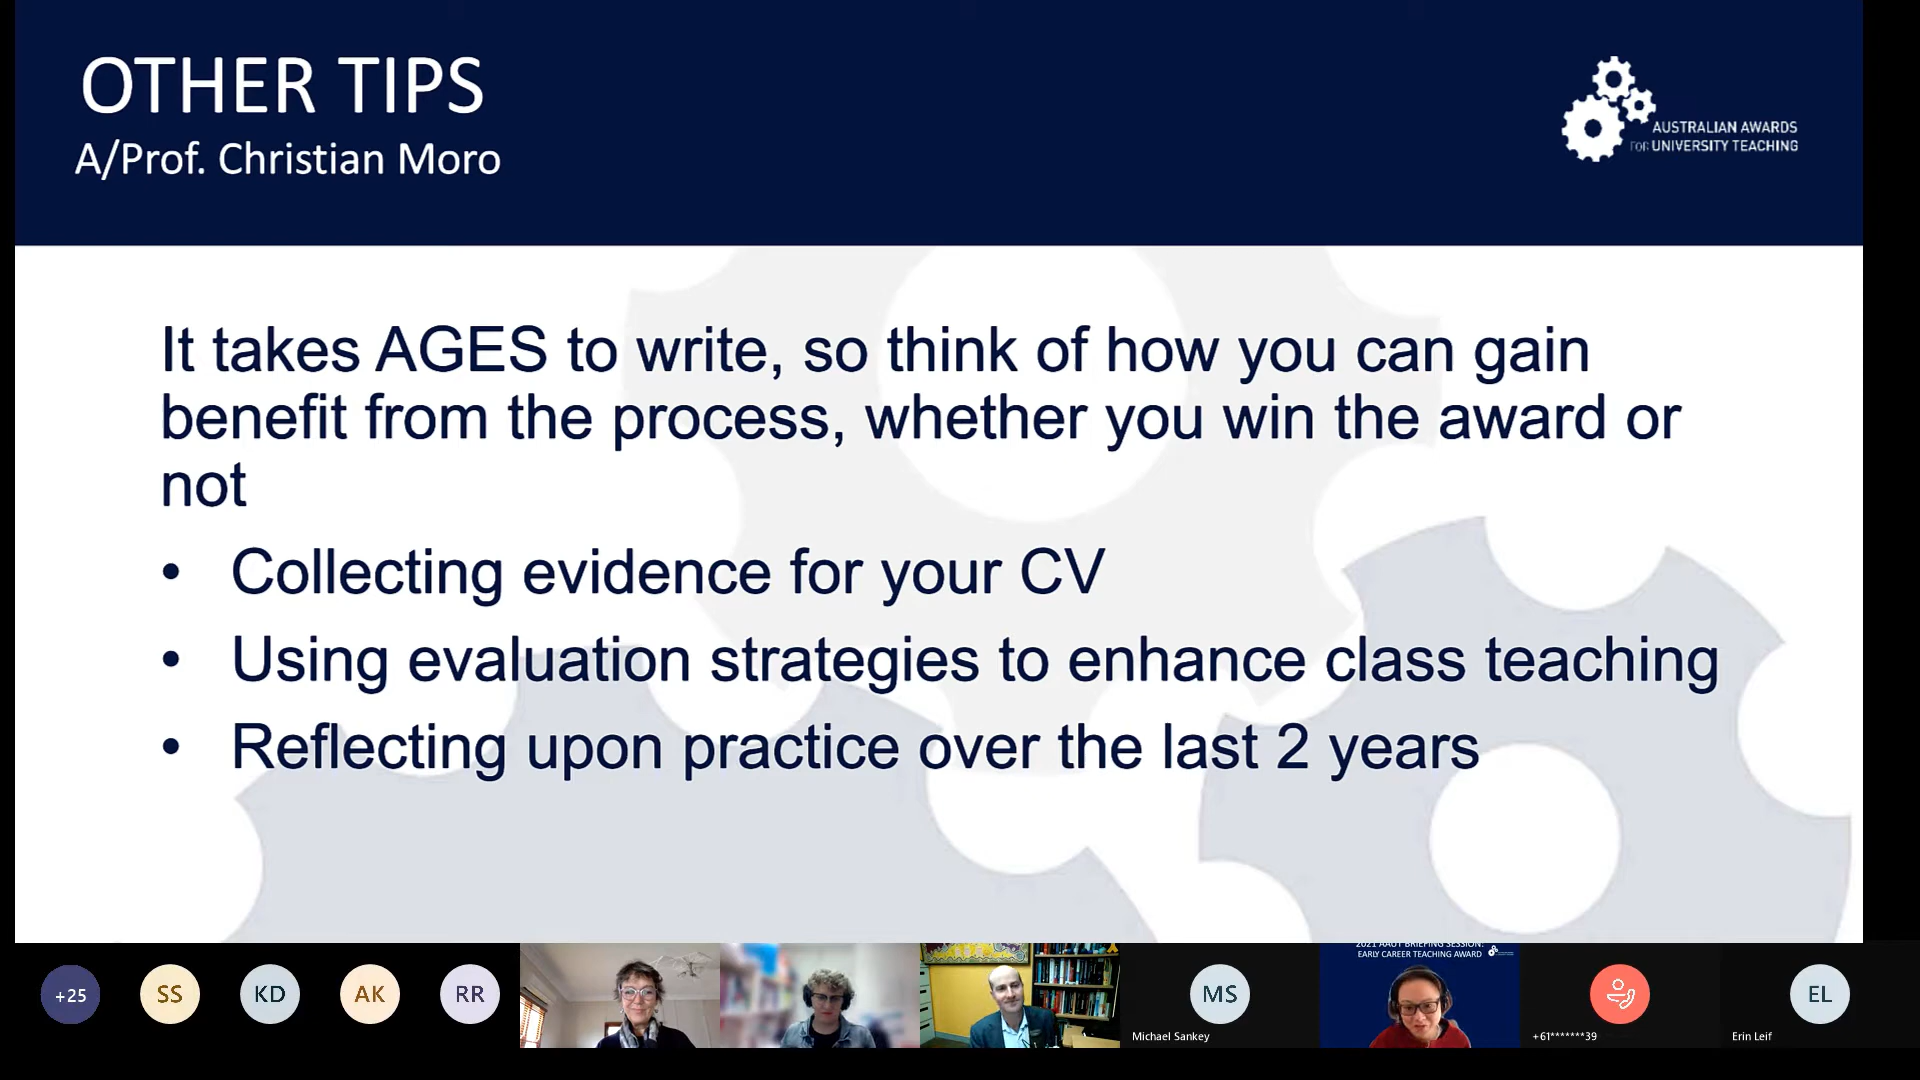 OTHER TIPS
A/Prof. Christian Moro
AUSTRALIAN AWARDS
FOR UNIVERSITY TEACHING
It takes AGES to write, so think of how you can gain
benefit from the process, whether you win the award or
not
• Collecting evidence for your CV
• Using evaluation strategies to enhance class teaching
• Reflecting upon practice over the last 2 years
+25
SS
KD
AK
RR
MS
Michael Sankey
2021 AAUT BRIEFING SESSION:
EARLY CAREER TEACHING AWARD
+61*******39
EL
Erin Leif